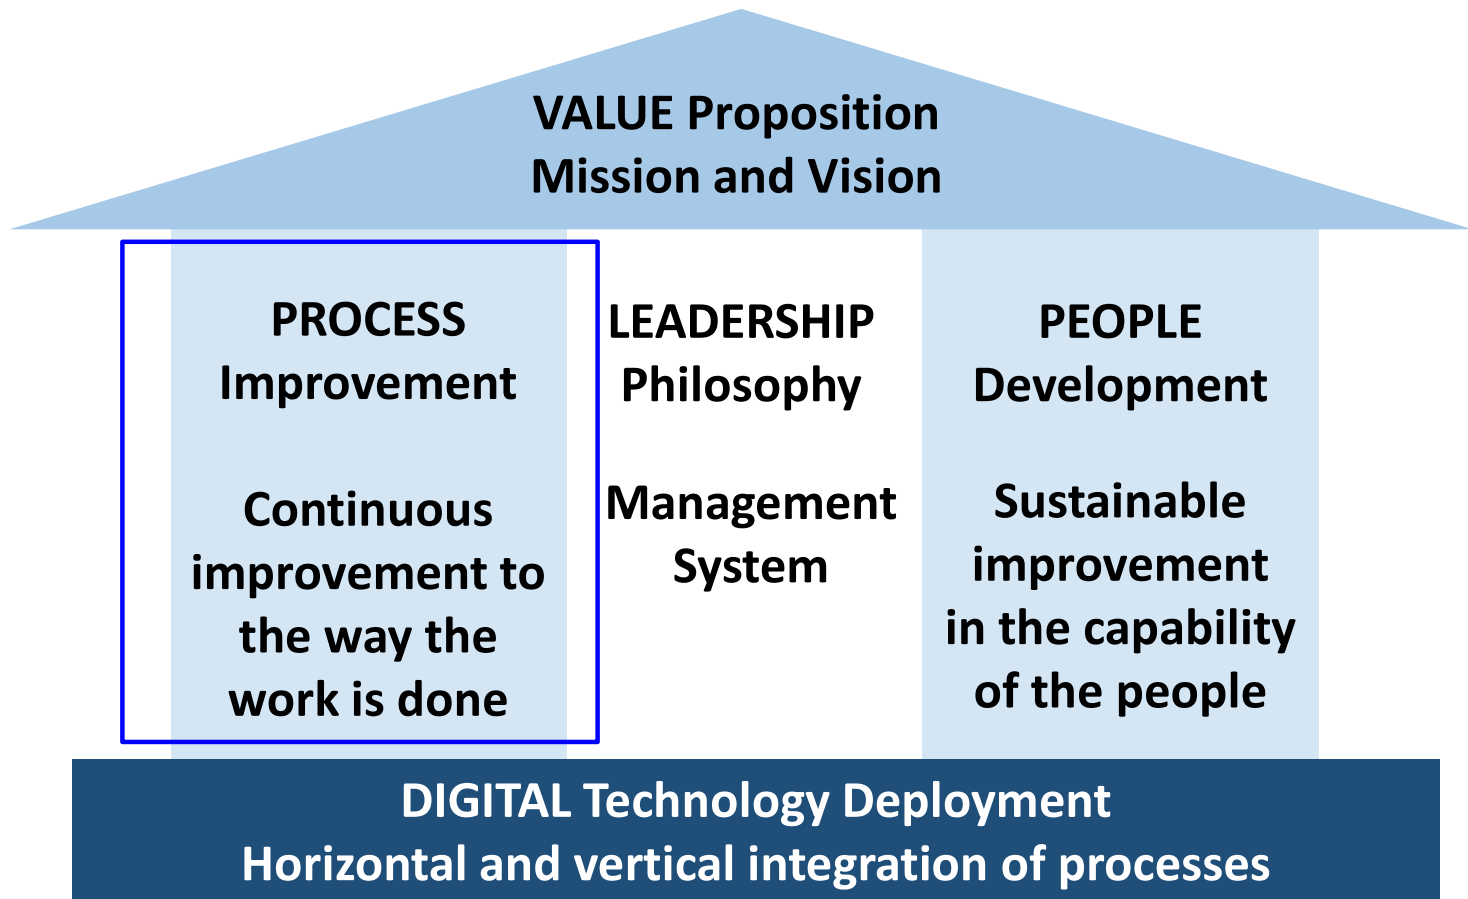 VALUE Proposition
Mission and Vision
PROCESS
Improvement
Continuous
improvement to
the way the
work is done
LEADERSHIP
Philosophy
Management
System
PEOPLE
Development
Sustainable
improvement
in the capability
of the people
DIGITAL Technology Deployment
Horizontal and vertical integration of processes